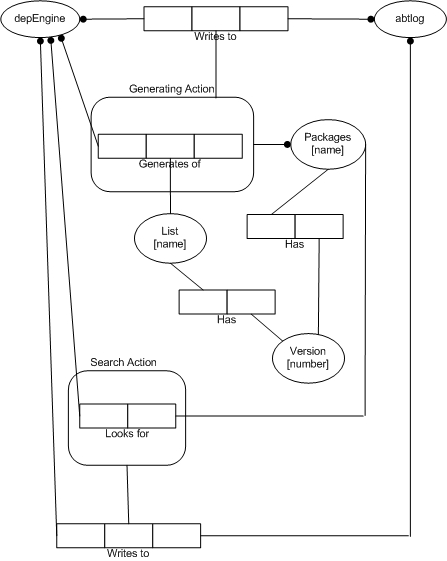 depEngine
abtlog
Writes to
Generating Action
Packages
[name]
Generates of
List
[name]
Has
Has
Version
[number]
Search Action
Looks for
Writes to